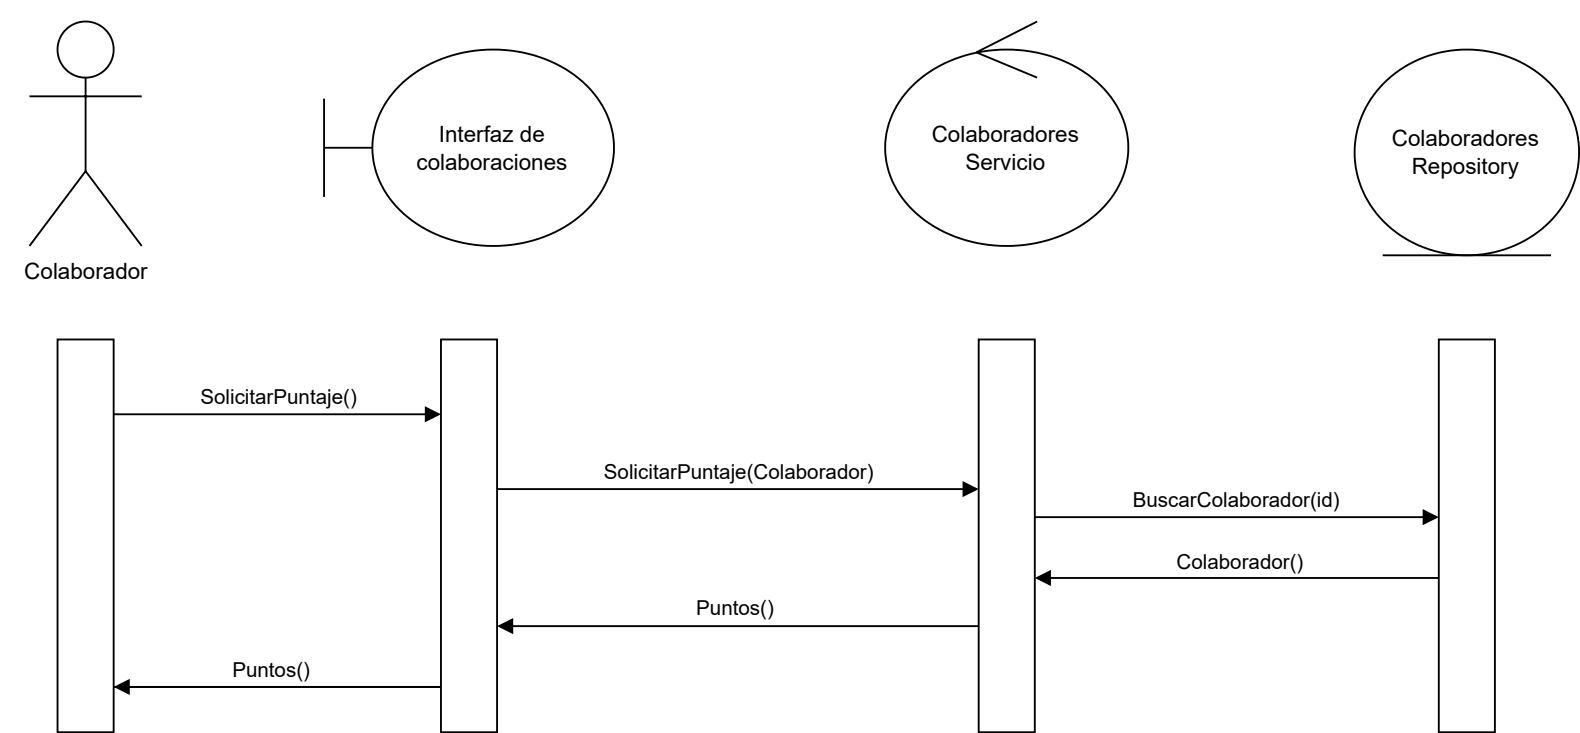 Colaborador
Interfaz de
colaboraciones
Colaboradores
Servicio
Colaboradores
Repository
SolicitarPuntaje()
SolicitarPuntaje(Colaborador)
BuscarColaborador(id)
Colaborador()
Puntos()
Puntos()